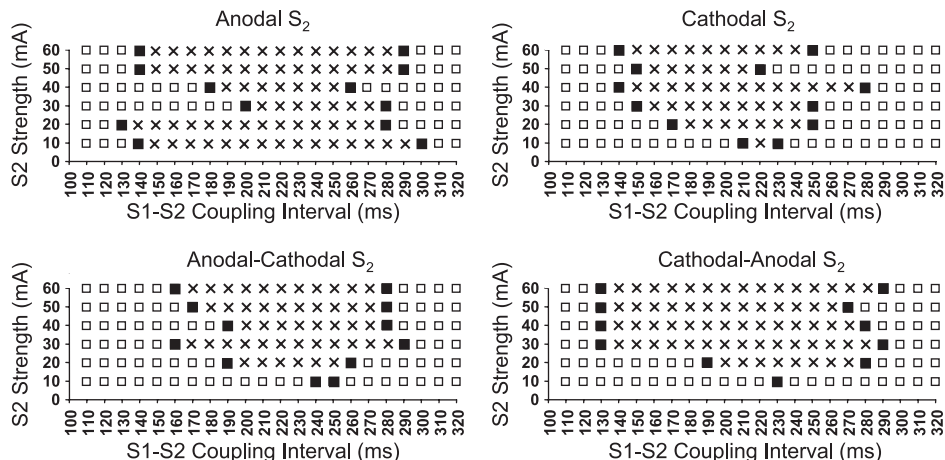 Anodal S₂
S2 Strength (mA)
60
50
40
30
20
10
0
100 110 120 130 140 150 160 170 180 190 200 210 220 230 240 250 260 270 280 290 300 310 320
S1-S2 Coupling Interval (ms)
Cathodal S₂
S2 Strength (mA)
60
50
40
30
20
10
0
100 110 120 130 140 150 160 170 180 190 200 210 220 230 240 250 260 270 280 290 300 310 320
S1-S2 Coupling Interval (ms)
Anodal-Cathodal S₂
S2 Strength (mA)
60
50
40
30
20
10
0
100 110 120 130 140 150 160 170 180 190 200 210 220 230 240 250 260 270 280 290 300 310 320
S1-S2 Coupling Interval (ms)
Cathodal-Anodal S₂
S2 Strength (mA)
60
50
40
30
20
10
0
100 110 120 130 140 150 160 170 180 190 200 210 220 230 240 250 260 270 280 290 300 310 320
S1-S2 Coupling Interval (ms)